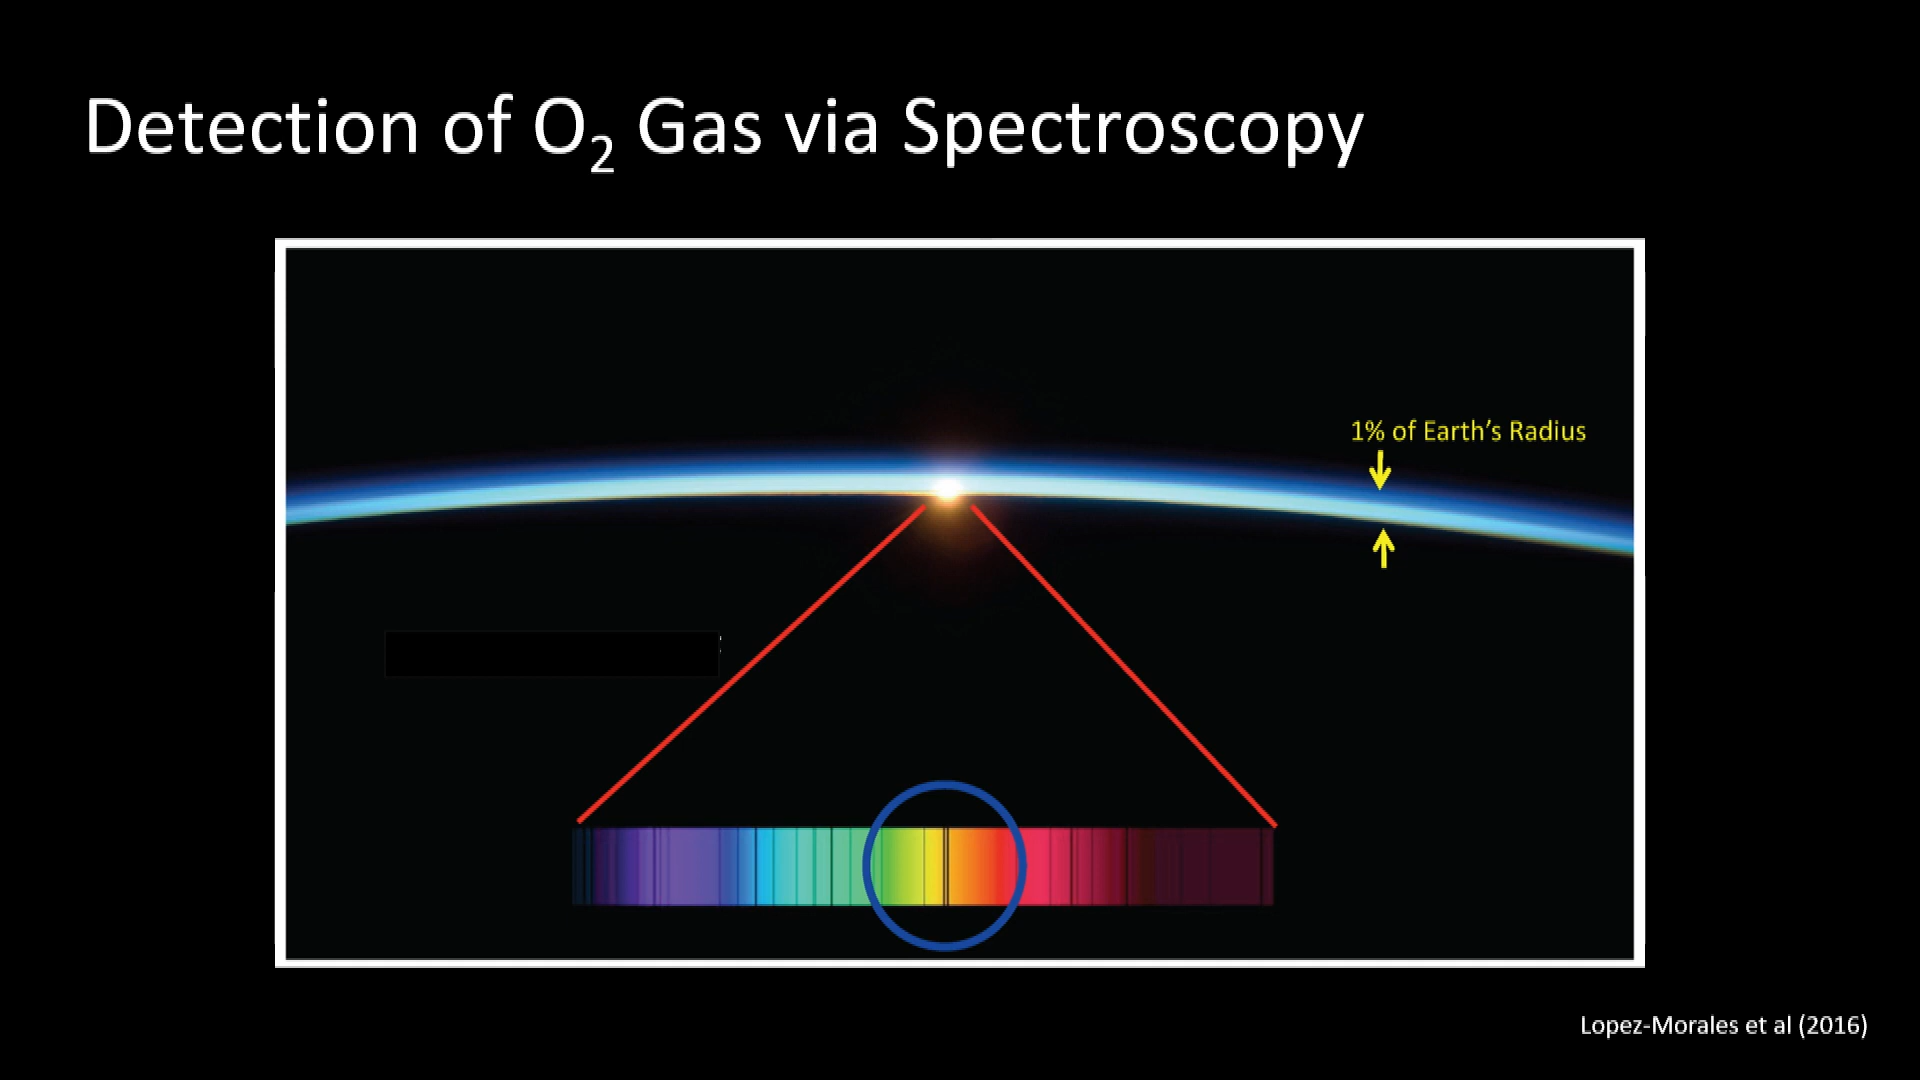 Detection of O₂ Gas via Spectroscopy
1% of Earth's Radius
Lopez-Morales et al (2016)